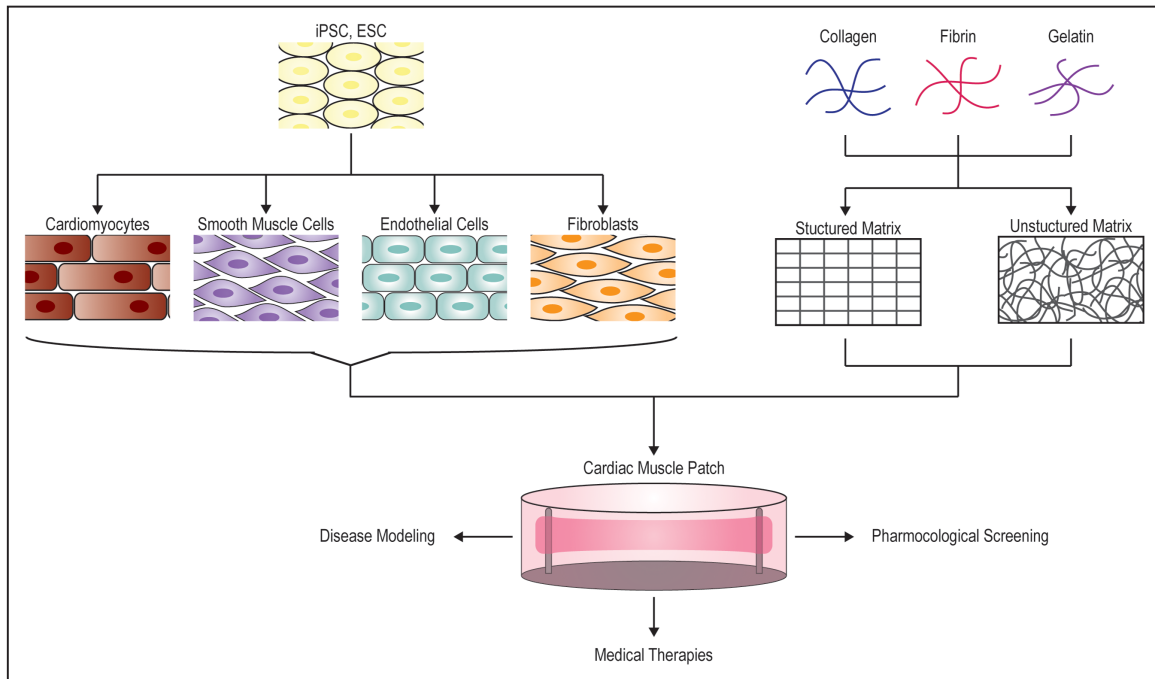 iPSC, ESC
Collagen
Fibrin
Gelatin
Cardiomyocytes
Smooth Muscle Cells
Endothelial Cells
Fibroblasts
Stuctured Matrix
Unstuctured Matrix
Cardiac Muscle Patch
Disease Modeling
Pharmocological Screening
Medical Therapies